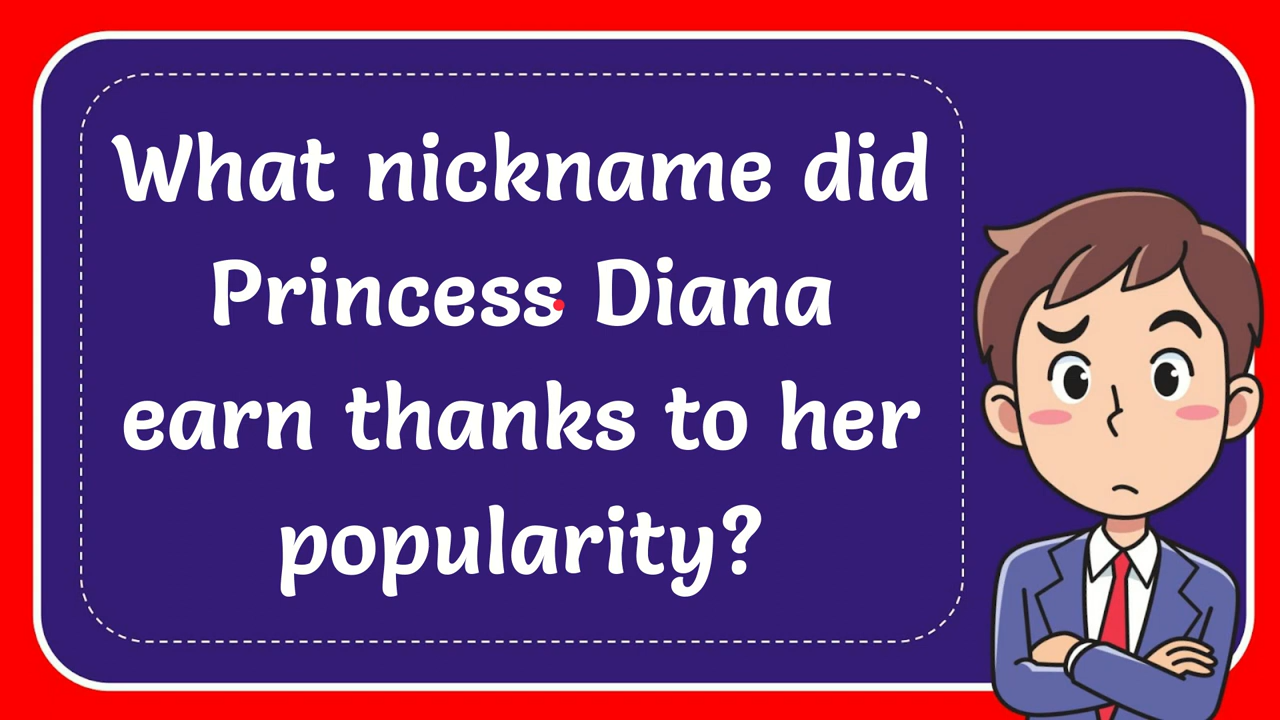 What nickname did
Princess Diana
earn thanks to her
popularity?